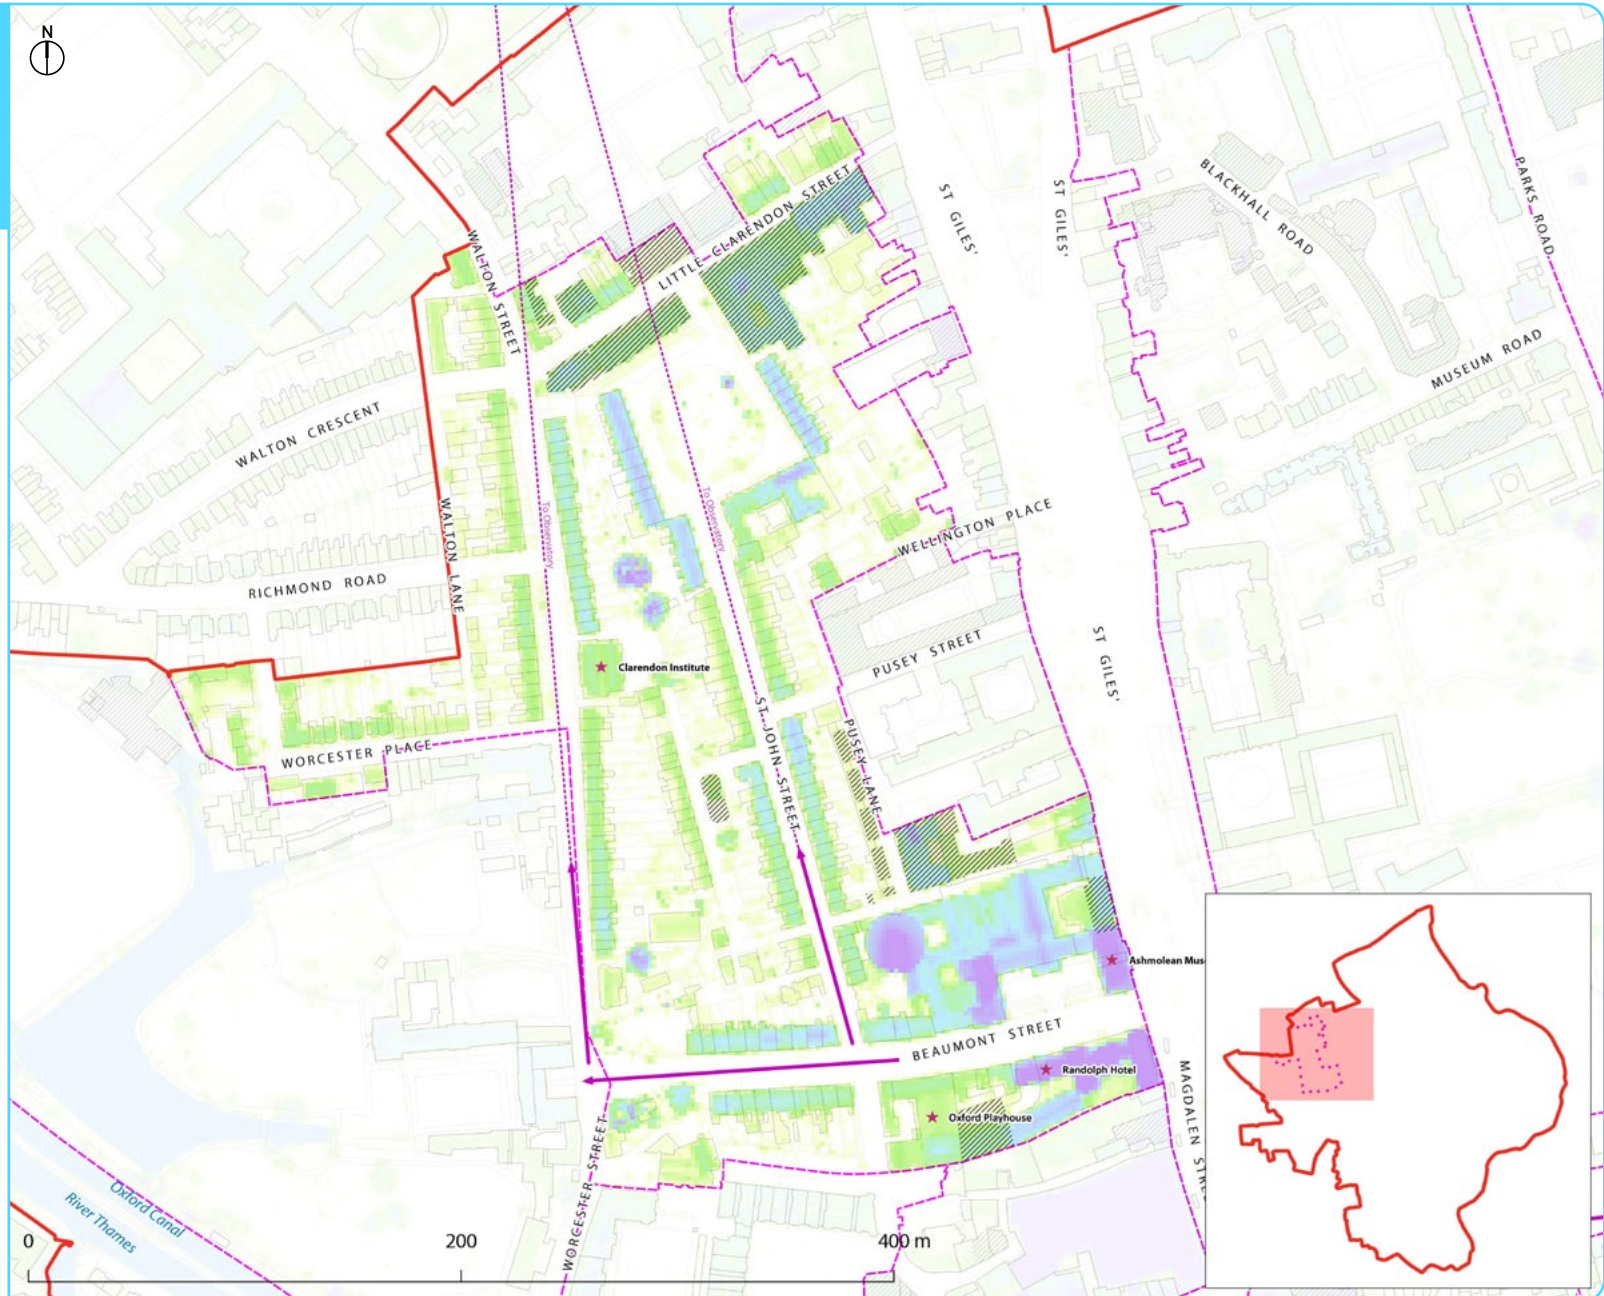 N
WALTON STREET
LITTLE CLARENDON STREET
ST GILES'
ST GILES'
BLACKHALL ROAD
PARKS ROAD
MUSEUM ROAD
WALTON CRESCENT
WALTON LANE
To Observatory
To Observatory
WELLINGTON PLACE
RICHMOND ROAD
PUSEY STREET
ST GILES'
Clarendon Institute
ST JOHN STREET
PUSEY LANE
WORCESTER PLACE
Ashmolean Mus
BEAUMONT STREET
Randolph Hotel
Oxford Playhouse
MAGDALEN STRE
WORCESTER STREET
Oxford Canal
River Thames
0 200 400 m